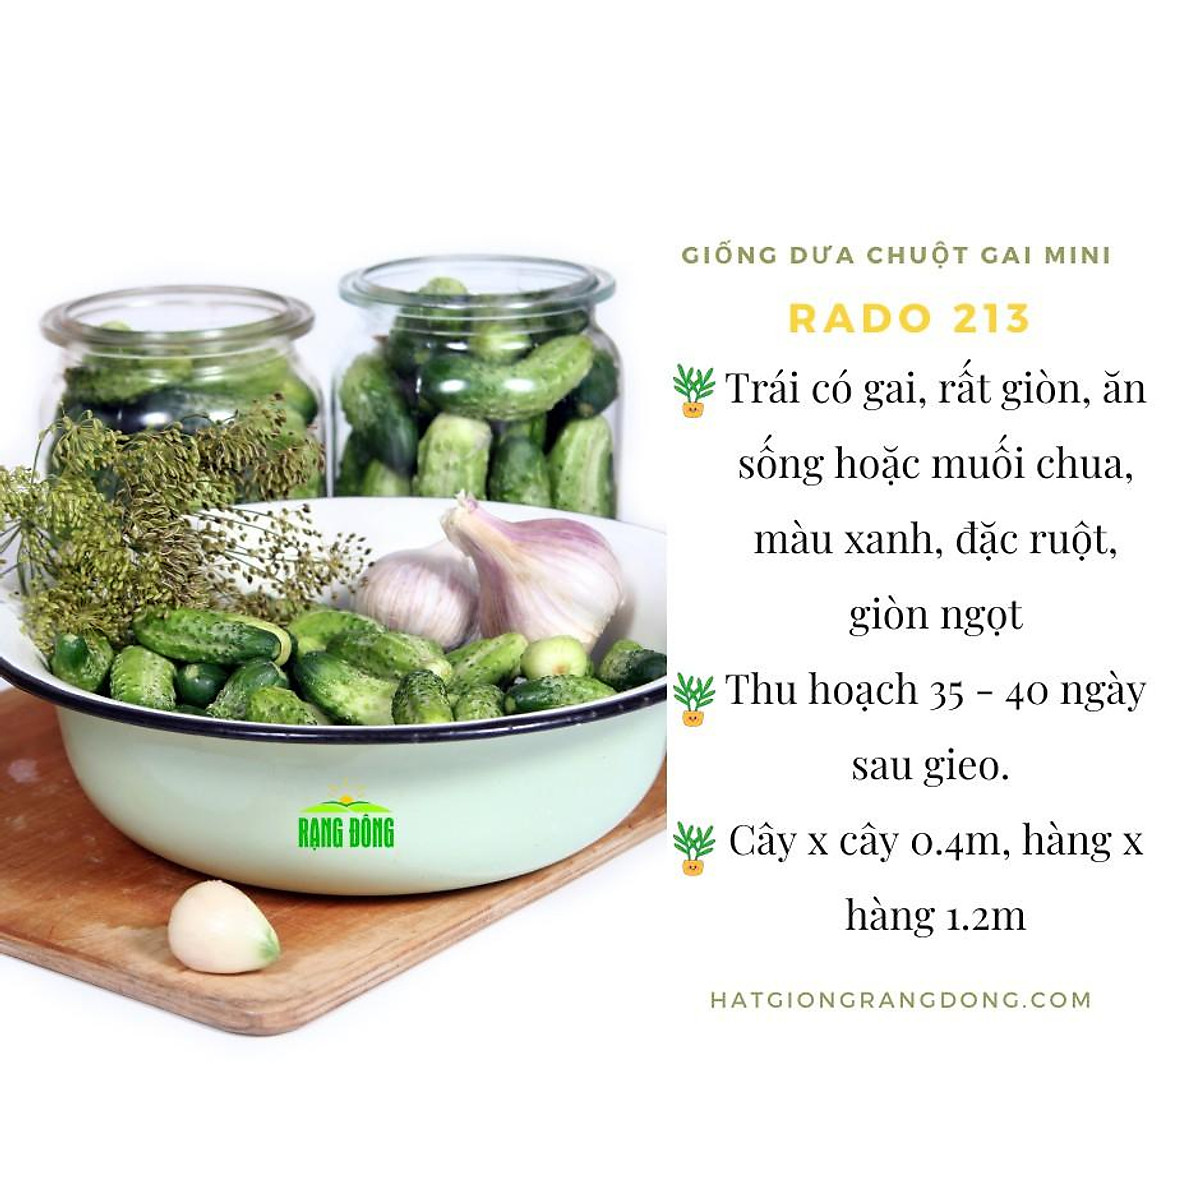 GIỐNG DƯA CHUỘT GAI MINI
RADO 213
Trái có gai, rất giòn, ăn
sống hoặc muối chua,
màu xanh, đặc ruột,
giòn ngọt
Thu hoạch 35 - 40 ngày
sau gieo.
Cây x cây 0.4m, hàng x
hàng 1.2m
HATGIONGRANGDONG.COM
RẠNG ĐÔNG